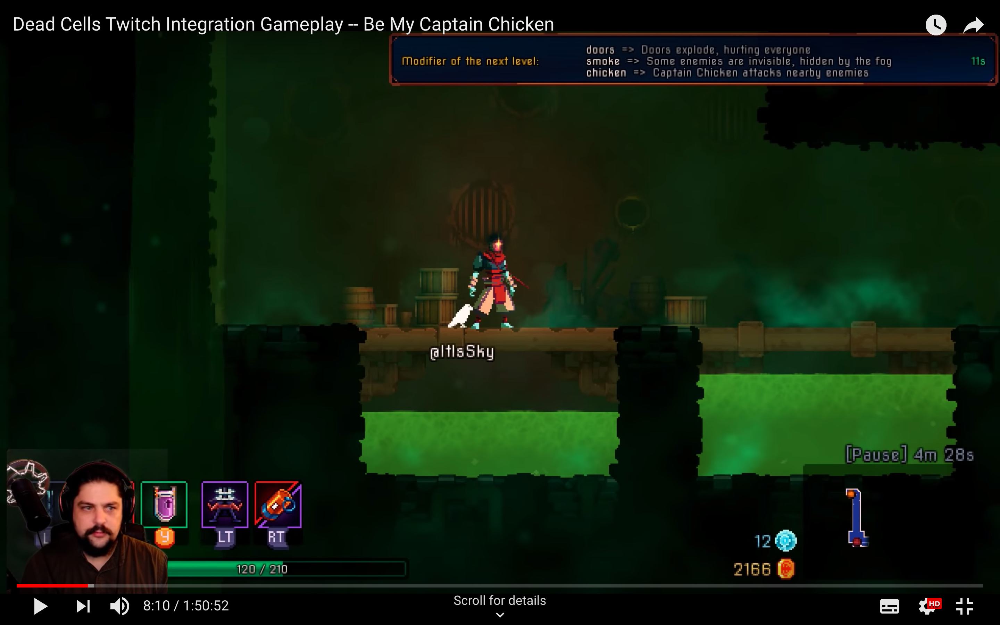 Dead Cells Twitch Integration Gameplay -- Be My Captain Chicken
doors => Doors explode, hurting everyone
Modifier of the next level:
smoke => Some enemies are invisible, hidden by the fog
11s
chicken => Captain Chicken attacks nearby enemies
@ItIsSky
[Pause] 4m 28s
L
Y
LT
RT
12
120 / 210
2166
8:10 / 1:50:52
Scroll for details
HD